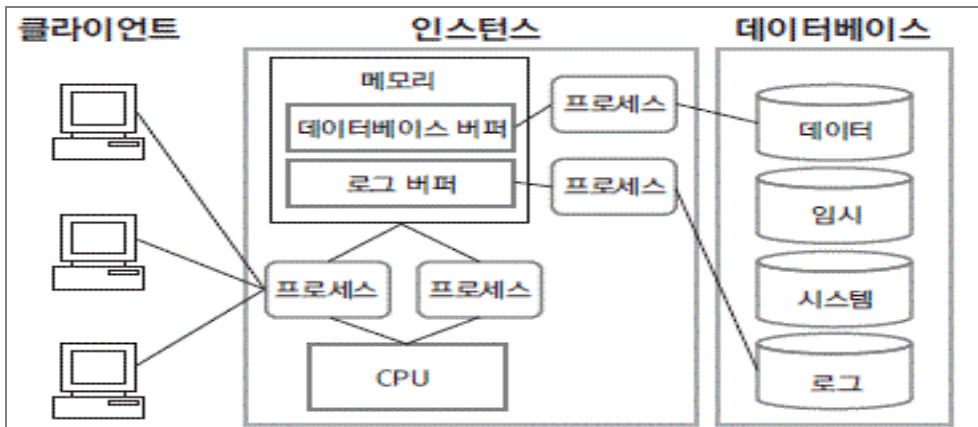 클라이언트
인스턴스
데이터베이스
메모리
데이터베이스 버퍼
로그 버퍼
프로세스
프로세스
프로세스
프로세스
CPU
데이터
임시
시스템
로그